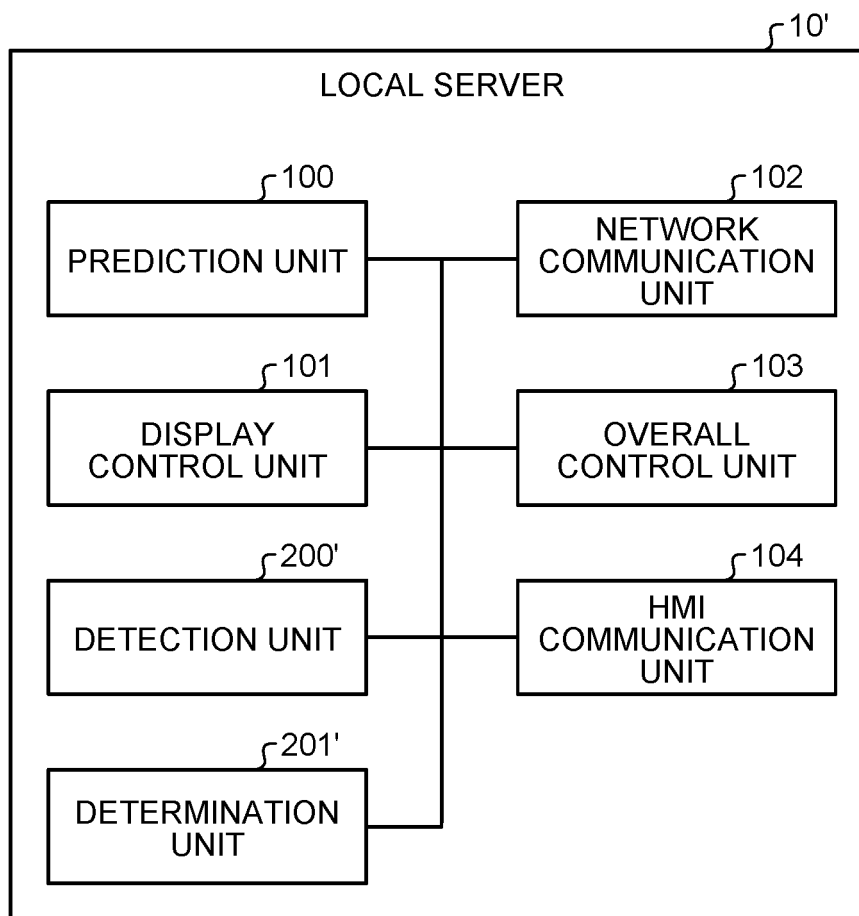 10'
LOCAL SERVER
100
PREDICTION UNIT
102
NETWORK
COMMUNICATION
UNIT
101
DISPLAY
CONTROL UNIT
103
OVERALL
CONTROL UNIT
200'
DETECTION UNIT
104
HMI
COMMUNICATION
UNIT
201'
DETERMINATION
UNIT